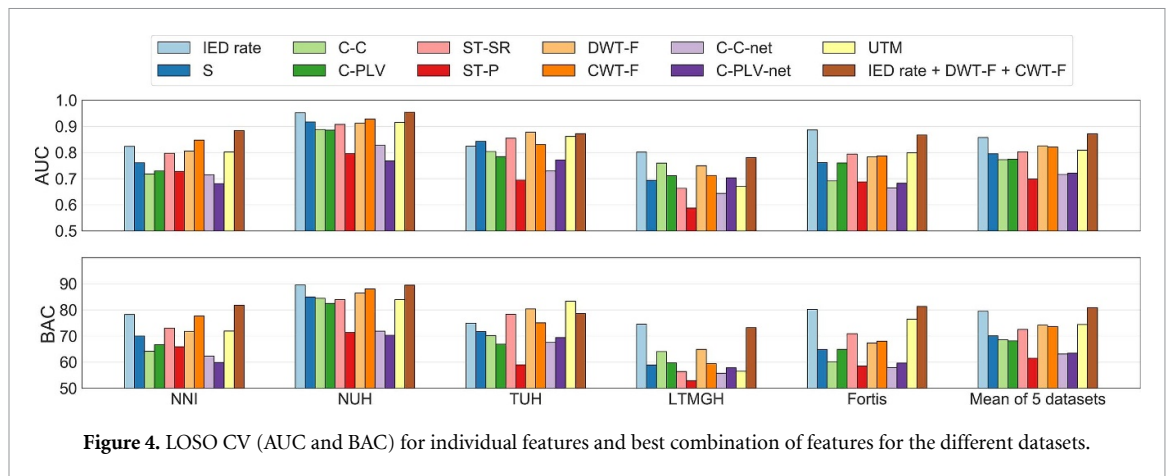 IED rate C-C ST-SR DWT-F C-C-net UTM
S C-PLV ST-P CWT-F C-PLV-net IED rate + DWT-F + CWT-F
1.0
0.9
0.8
0.7
0.6
0.5
AUC
90
80
70
60
50
BAC
NNI NUH TUH LTMGH Fortis Mean of 5 datasets
Figure 4. LOSO CV (AUC and BAC) for individual features and best combination of features for the different datasets.